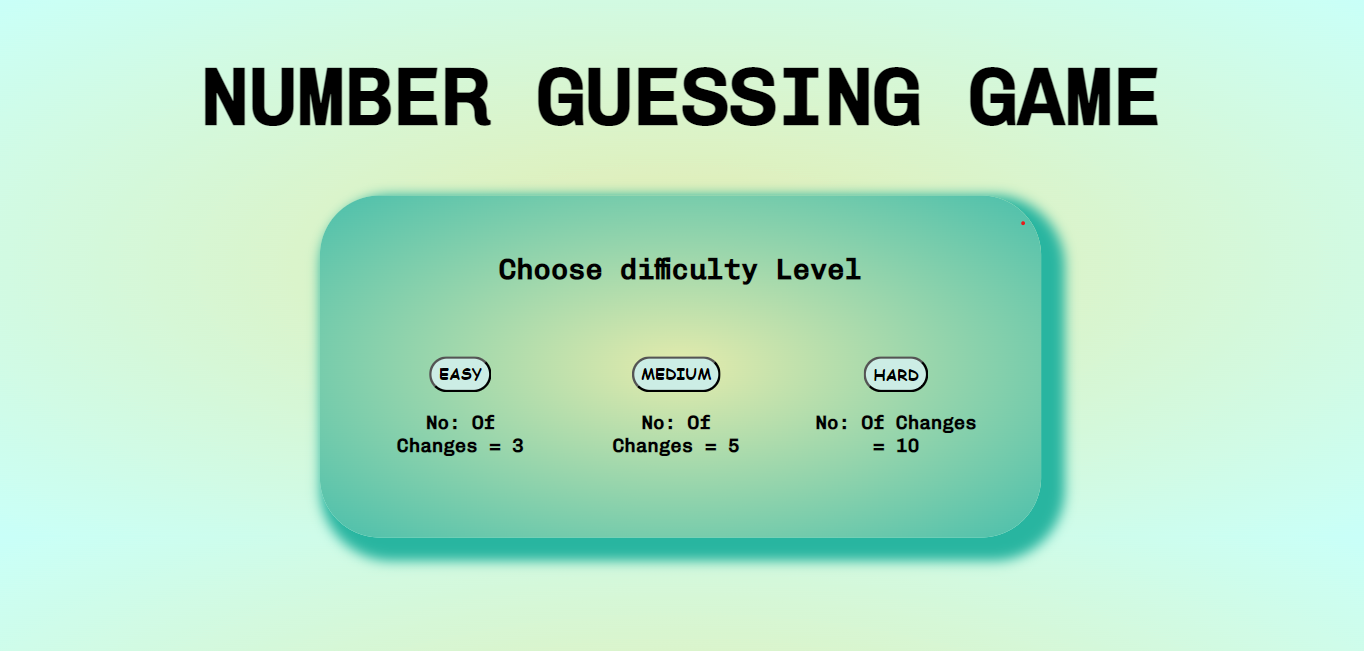 NUMBER GUESSING GAME
Choose difficulty Level
EASY
MEDIUM
HARD
No: Of
Changes = 3
No: Of
Changes = 5
No: Of Changes
= 10